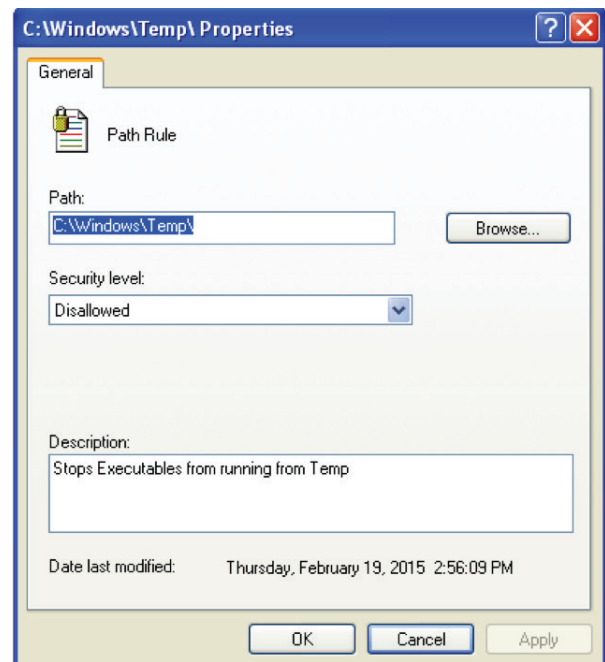 C:\Windows\Temp\ Properties
General
Path Rule
Path:
C:\Windows\Temp\
Browse...
Security level:
Disallowed
Description:
Stops Executables from running from Temp
Date last modified: Thursday, February 19, 2015 2:56:09 PM
OK Cancel Apply